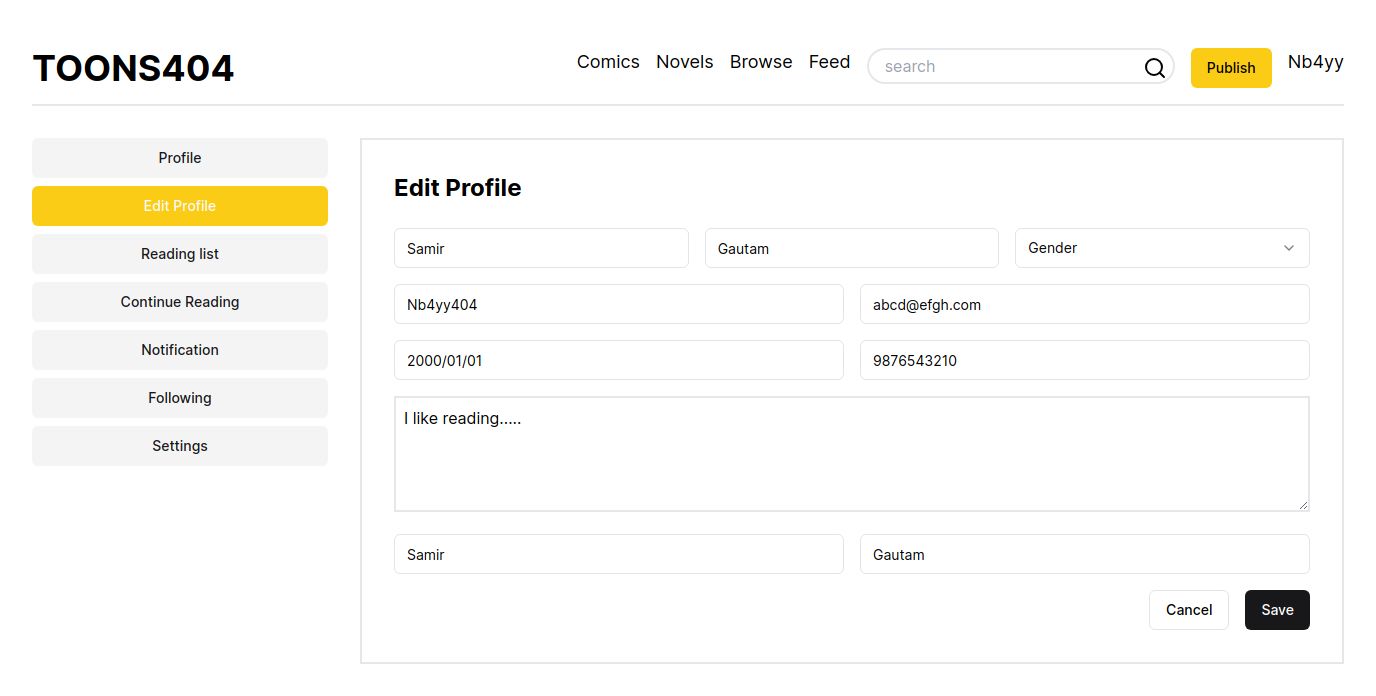 TOONS404
Comics Novels Browse Feed search Publish Nb4yy
Profile
Edit Profile
Reading list
Continue Reading
Notification
Following
Settings
Edit Profile
Samir Gautam Gender
Nb4yy404 abcd@efgh.com
2000/01/01 9876543210
I like reading.....
Samir Gautam
Cancel Save